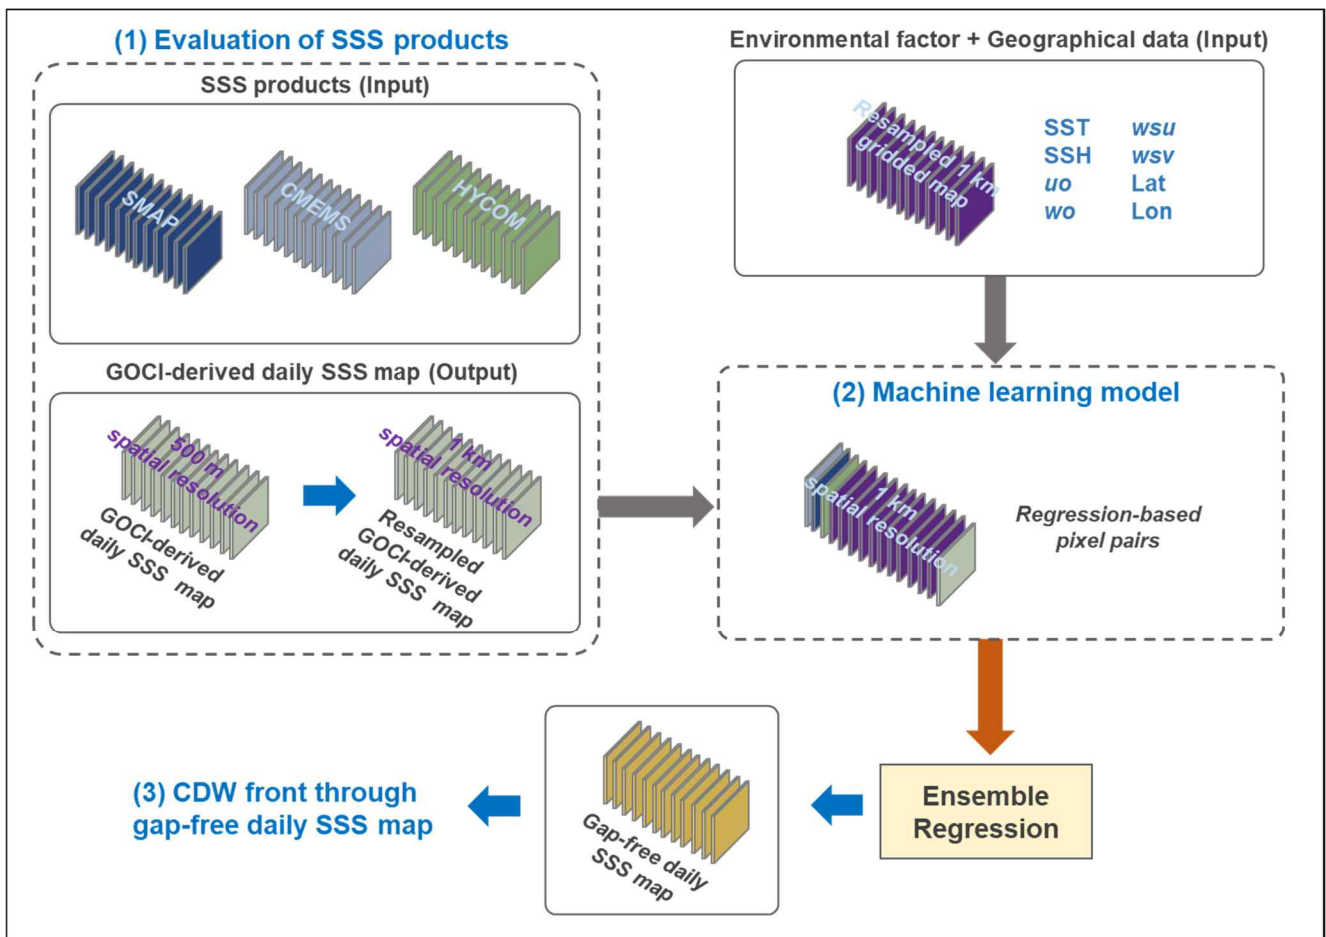 (1) Evaluation of SSS products
SSS products (Input)
SMAP
CMEMS
HYCOM
GOCI-derived daily SSS map (Output)
500 m
spatial resolution
GOCI-derived
daily SSS map
1 km
spatial resolution
Resampled
GOCI-derived
daily SSS map
Environmental factor + Geographical data (Input)
Resampled 1 km
gridded map
SST wsu
SSH wsv
uo Lat
wo Lon
(2) Machine learning model
1 km
spatial resolution
Regression-based
pixel pairs
Ensemble
Regression
Gap-free daily
SSS map
(3) CDW front through
gap-free daily SSS map